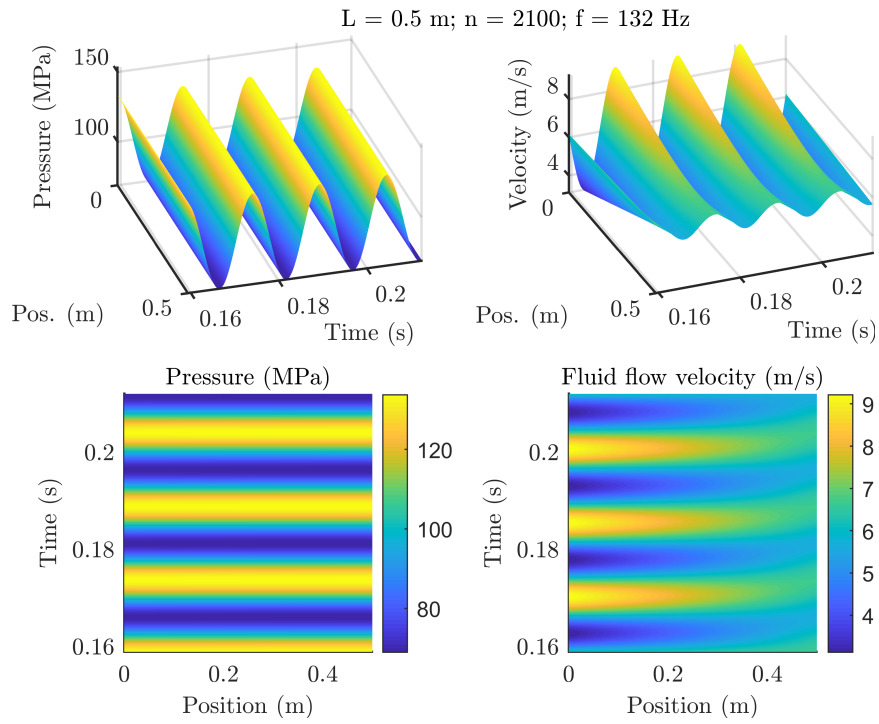 L = 0.5 m; n = 2100; f = 132 Hz
150
100
0
0.5
0.16
0.18
0.2
Pressure (MPa)
Pos. (m)
Time (s)
8
6
4
0
0.5
0.16
0.18
0.2
Velocity (m/s)
Pos. (m)
Time (s)
Pressure (MPa)
0.2
0.18
0.16
0
0.2
0.4
Time (s)
Position (m)
120
100
80
Fluid flow velocity (m/s)
0.2
0.18
0.16
0
0.2
0.4
Time (s)
Position (m)
9
8
7
6
5
4